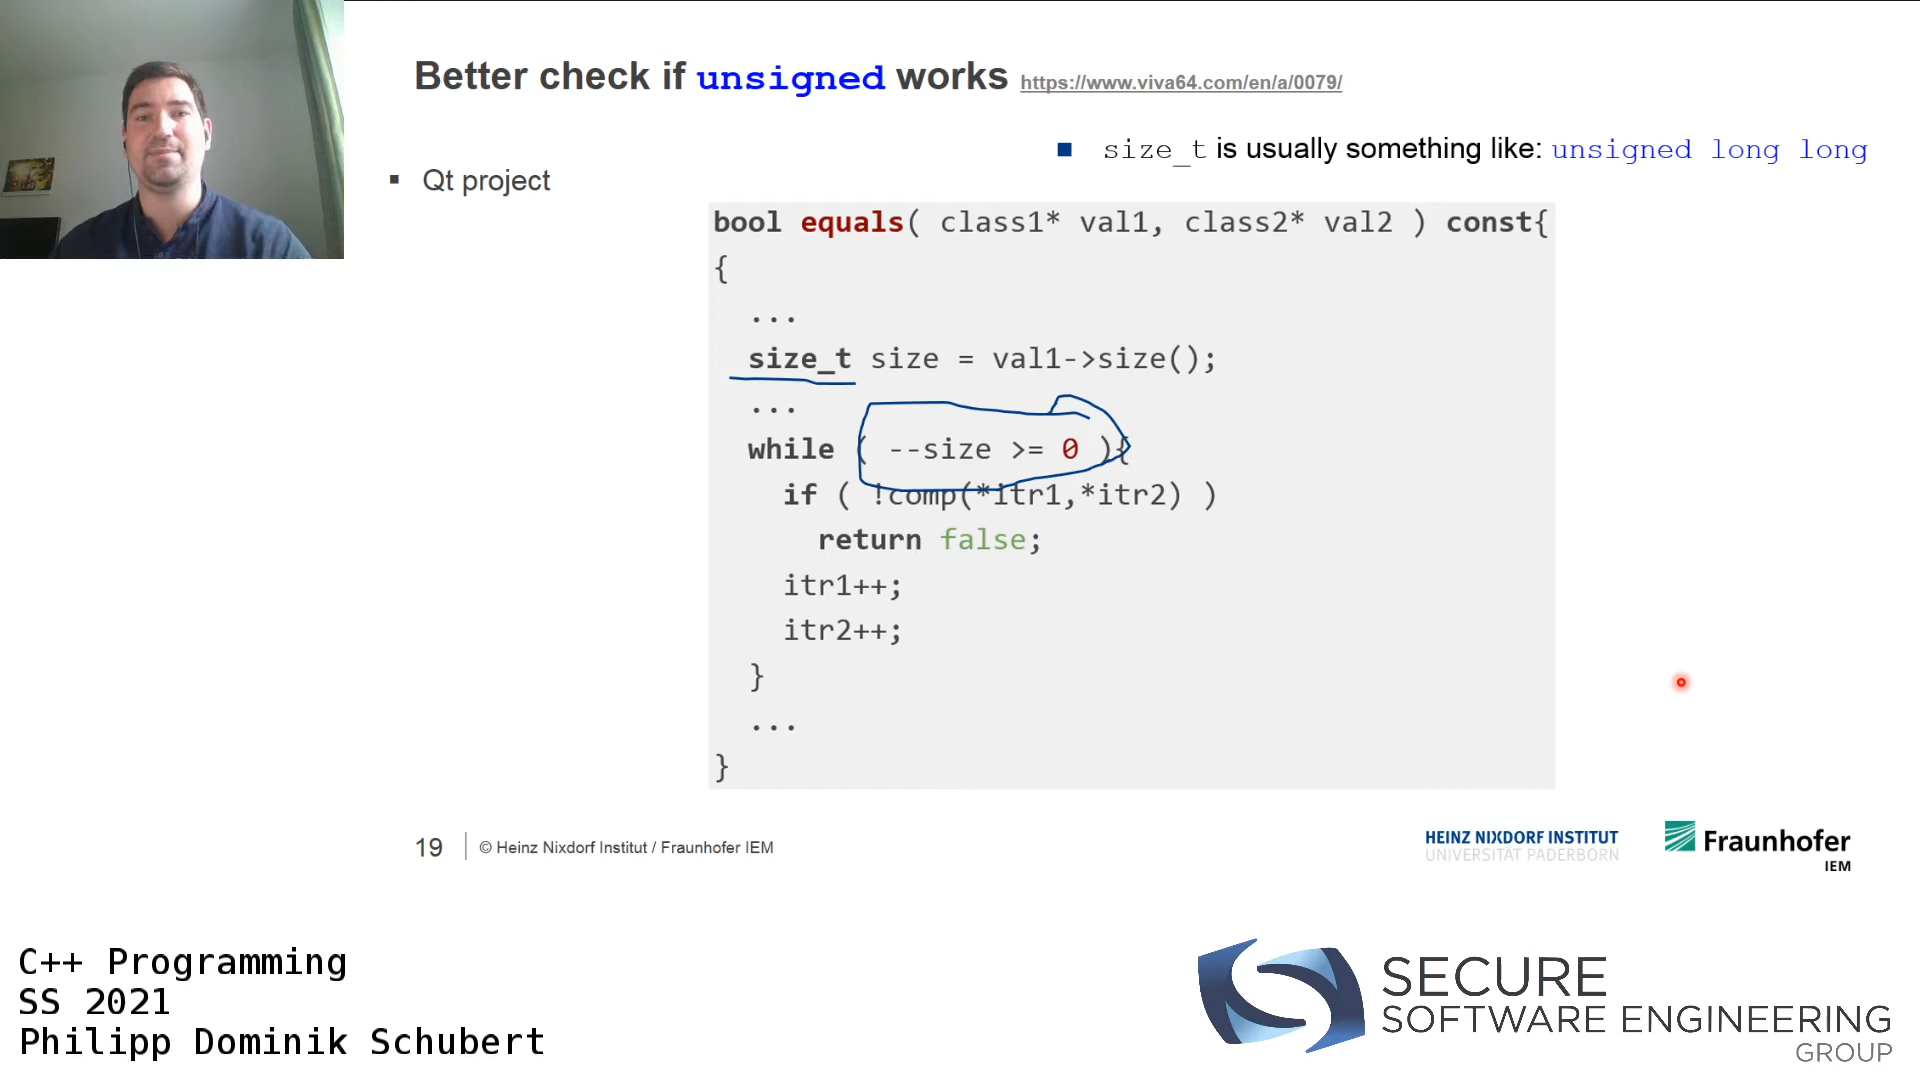 Better check if unsigned works https://www.viva64.com/en/a/0079/
■ size_t is usually something like: unsigned long long
▪ Qt project
bool equals( class1* val1, class2* val2 ) const{
{
...
size_t size = val1->size();
...
while ( --size >= 0 ){
if ( !comp(*itr1,*itr2) )
return false;
itr1++;
itr2++;
}
...
}
19 © Heinz Nixdorf Institut / Fraunhofer IEM
HEINZ NIXDORF INSTITUT
UNIVERSITÄT PADERBORN
Fraunhofer
IEM
C++ Programming
SS 2021
Philipp Dominik Schubert
SECURE
SOFTWARE ENGINEERING
GROUP